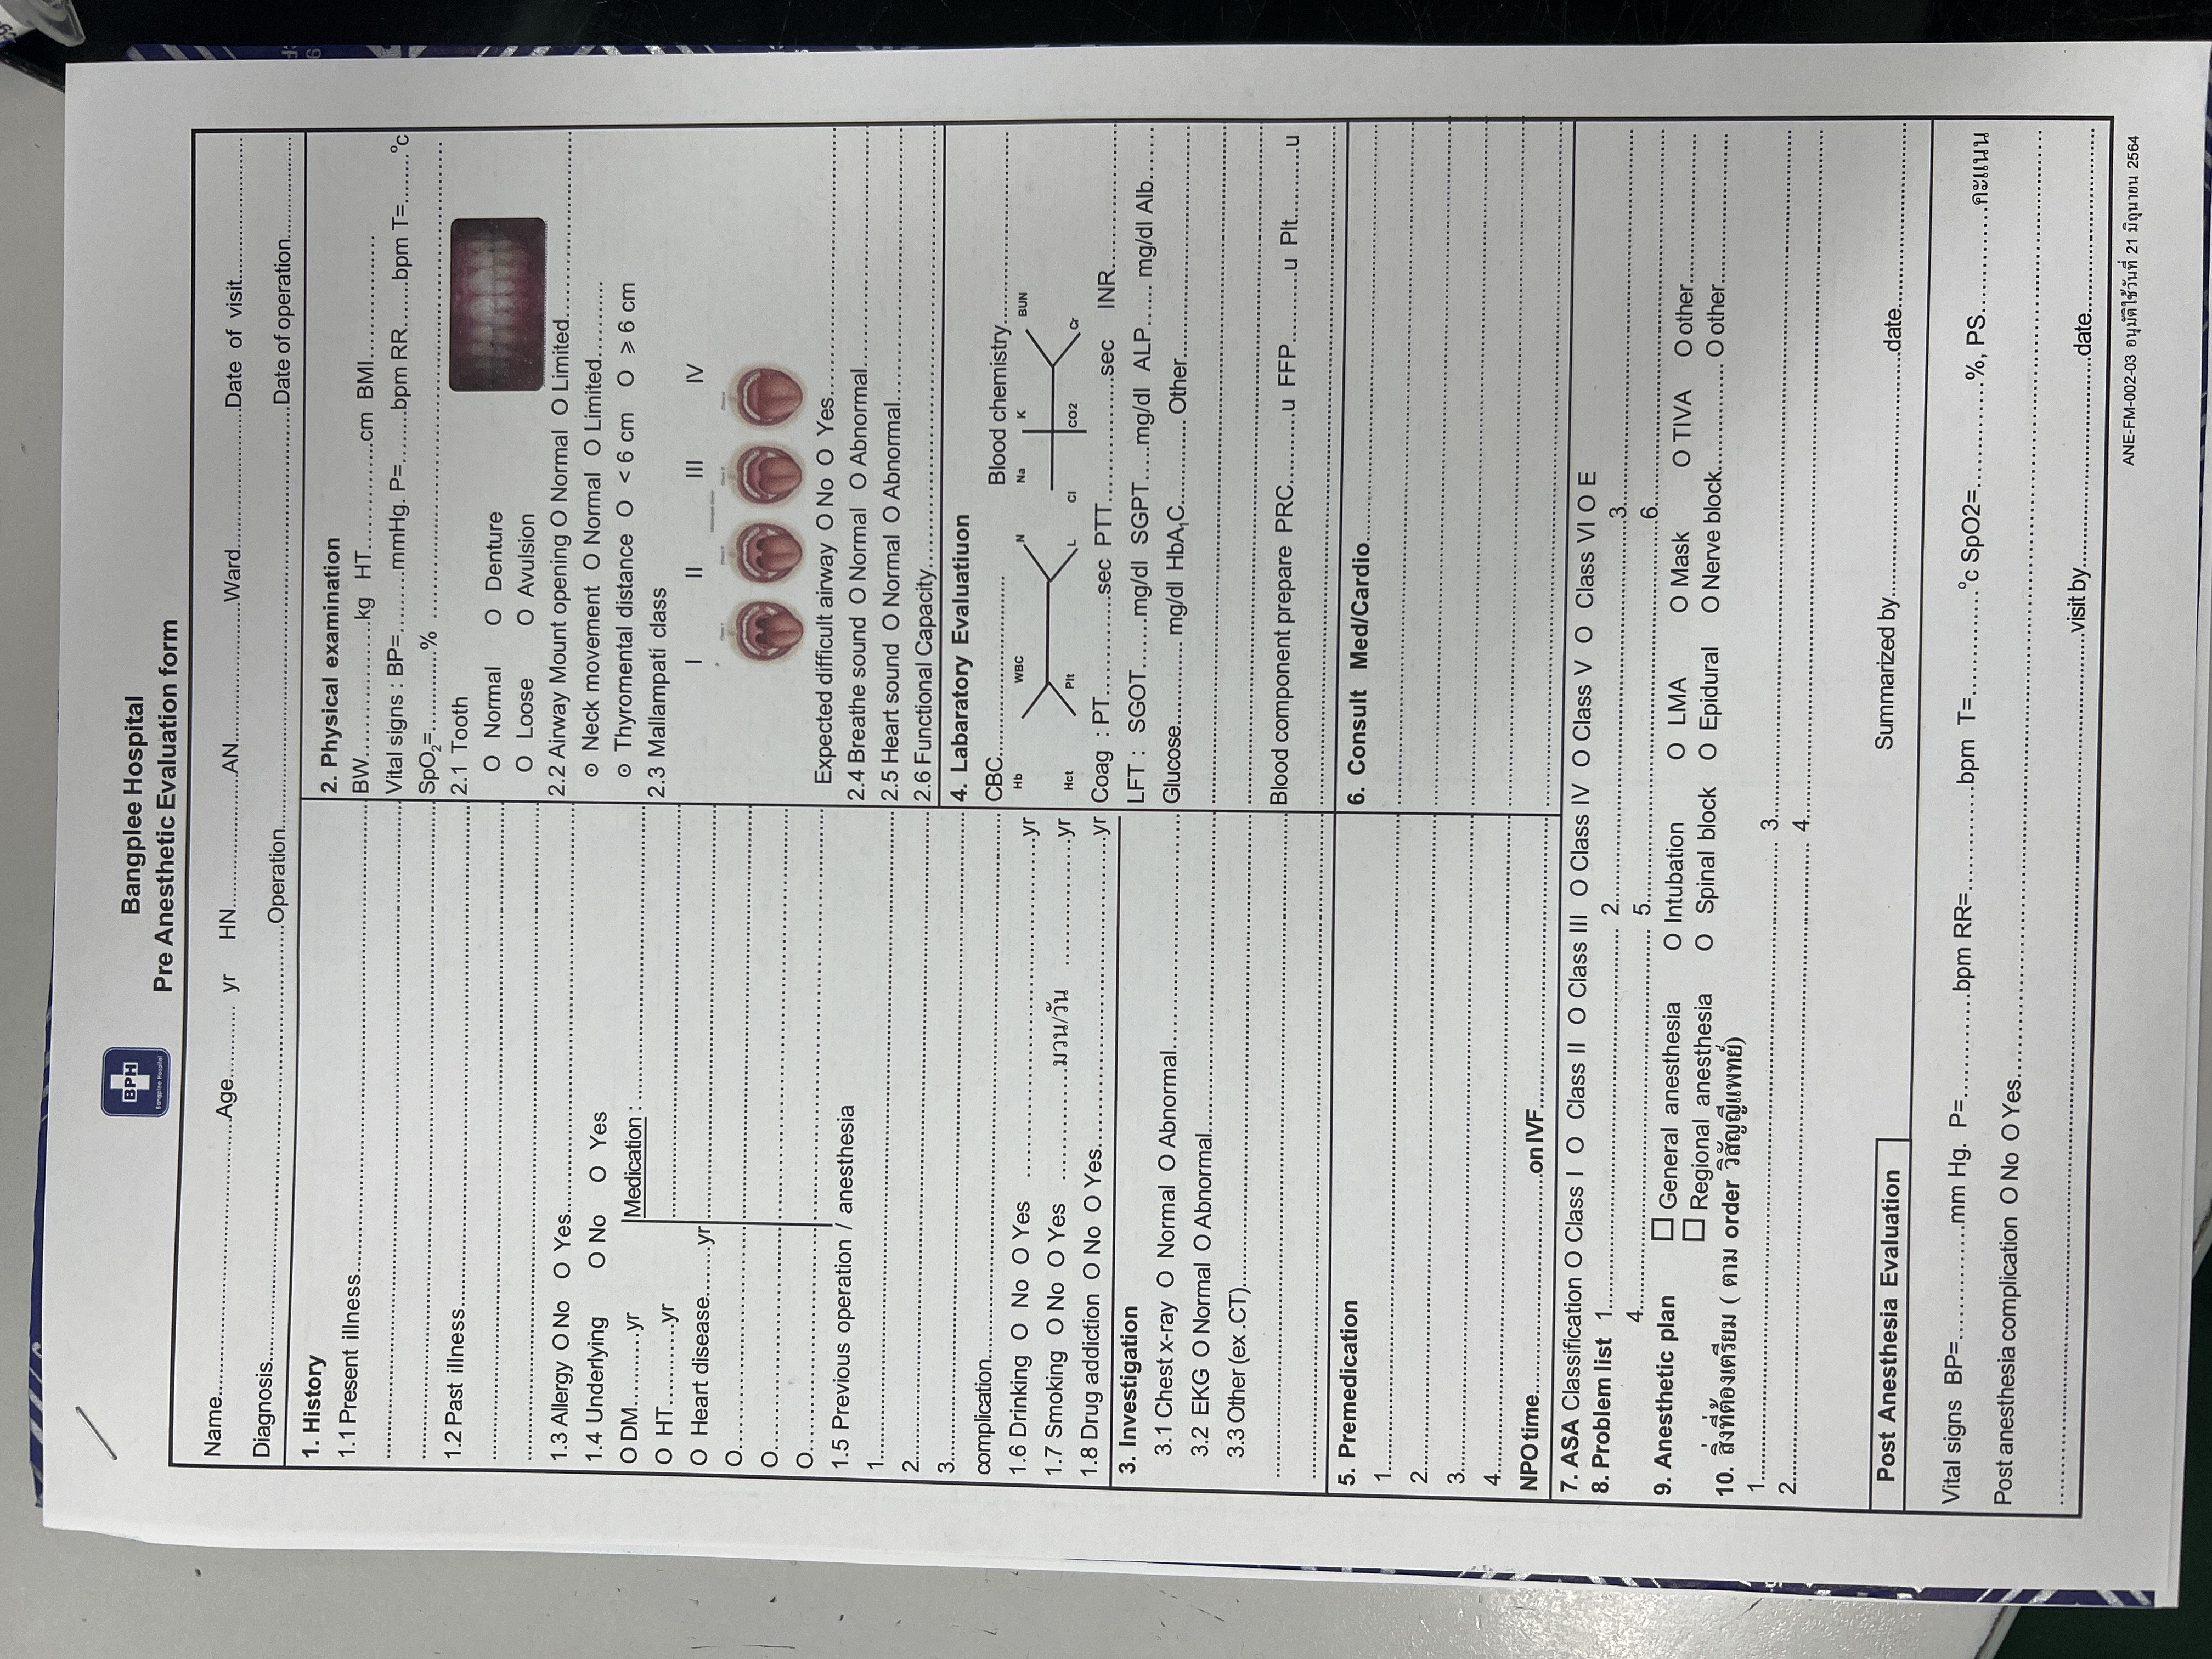 BPH
Bangplee Hospital
Bangplee Hospital
Pre Anesthetic Evaluation form
Name..........Age.......... yr HN..........AN..........Ward..........Date of visit..........
Diagnosis..........Operation..........Date of operation..........
1. History
1.1 Present illness..........
1.2 Past illness..........
1.3 Allergy O No O Yes..........
1.4 Underlying O No O Yes
O DM..........yr Medication : ..........
O HT..........yr
O Heart disease........yr
O..........
O..........
O..........
1.5 Previous operation / anesthesia
1..........
2..........
3..........
complication..........
1.6 Drinking O No O Yes ..........yr
1.7 Smoking O No O Yes ..........มวน/วัน ..........yr
1.8 Drug addiction O No O Yes..........yr
2. Physical examination
BW..........kg HT..........cm BMI..........
Vital signs : BP=.........mmHg. P=........bpm RR.......bpm T=........°c
SpO2=............% ..........
2.1 Tooth
O Normal O Denture
O Loose O Avulsion
2.2 Airway Mount opening O Normal O Limited..........
⊙ Neck movement O Normal O Limited...........
⊙ Thyromental distance O < 6 cm O ⩾ 6 cm
2.3 Mallampati class
I II III IV
Expected difficult airway O No O Yes..........
2.4 Breathe sound O Normal O Abnormal..........
2.5 Heart sound O Normal O Abnormal..........
2.6 Functional Capacity..........
3. Investigation
3.1 Chest x-ray O Normal O Abnormal..........
3.2 EKG O Normal O Abnormal..........
3.3 Other (ex .CT)..........
4. Labaratory Evaluatiuon
CBC.......... Blood chemistry..........
Hb WBC N Na K BUN
Hct Plt L Cl CO2 Cr
Coag : PT..........sec PTT..........sec INR..........
LFT : SGOT.......mg/dl SGPT.....mg/dl ALP...... mg/dl Alb.......
Glucose............. mg/dl HbA1C............. Other..........
Blood component prepare PRC...........u FFP...........u Plt...........u
5. Premedication
1..........
2..........
3..........
4..........
NPO time..........on IVF..........
6. Consult Med/Cardio..........
7. ASA Classification O Class I O Class II O Class III O Class IV O Class V O Class VI O E
8. Problem list 1.......... 2..........3..........
4.......... 5..........6..........
9. Anesthetic plan ☐ General anesthesia O Intubation O LMA O Mask O TIVA O other..........
☐ Regional anesthesia O Spinal block O Epidural O Nerve block.......... O other..........
10. สิ่งที่ต้องเตรียม ( ตาม order วิสัญญีแพทย์)
1.......... 3..........
2.......... 4..........
Summarized by..........date..........
Post Anesthesia Evaluation
Vital signs BP=..........mm Hg. P=..........bpm RR=..........bpm T=..........°c SpO2=..........%, PS..........คะแนน
Post anesthesia complication O No O Yes..........
..........visit by..........date..........
ANE-FM-002-03 อนุมัติใช้วันที่ 21 มิถุนายน 2564